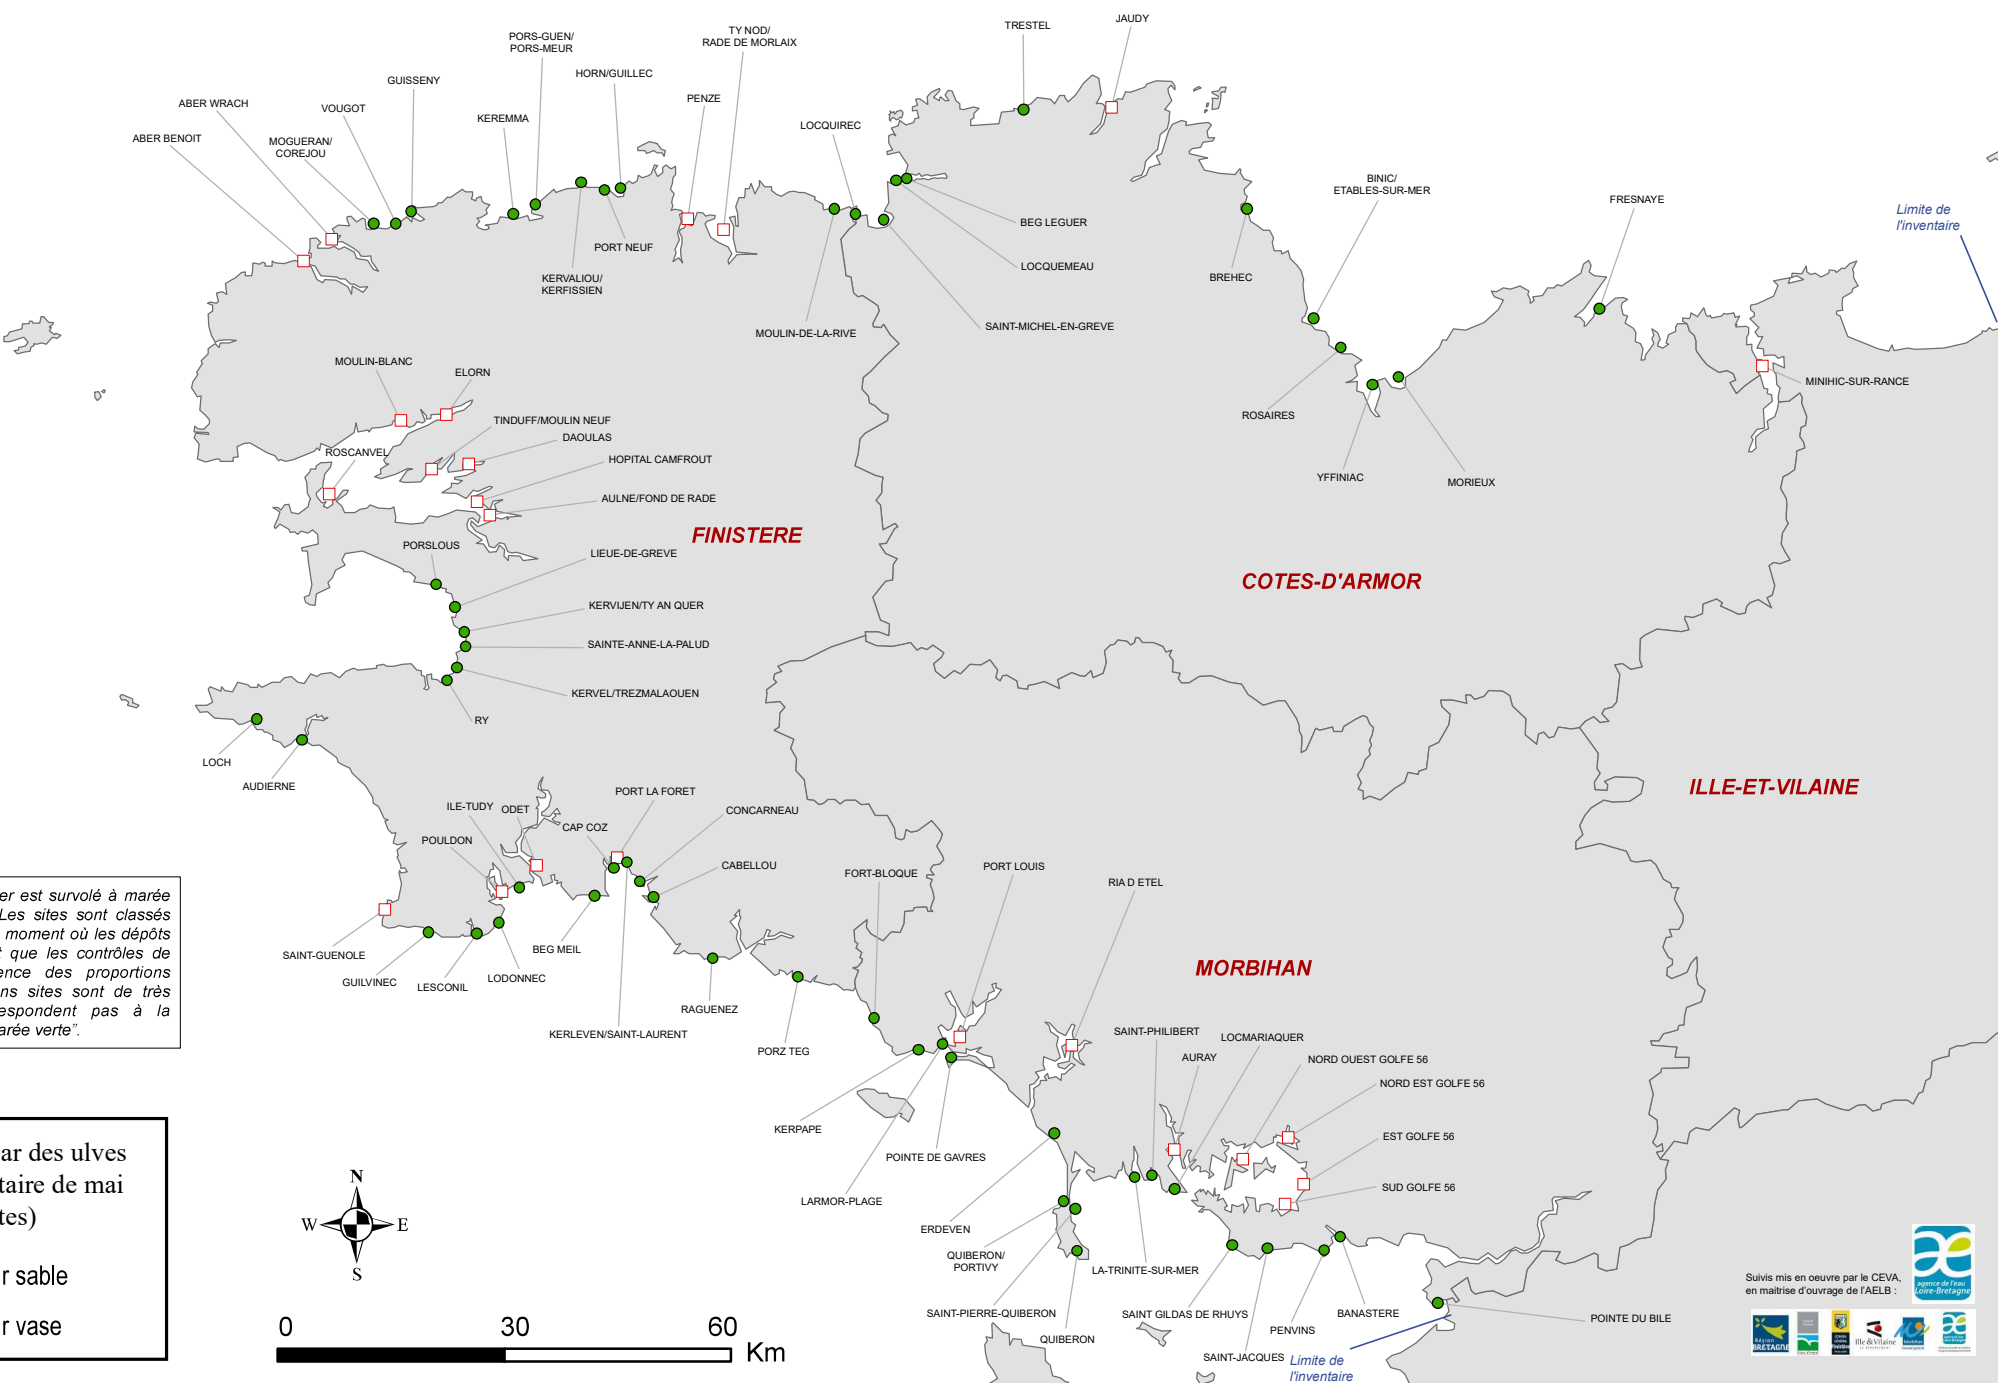 JAUDY
TRESTEL
TY NOD/
RADE DE MORLAIX
PORS-GUEN/
PORS-MEUR
HORN/GUILLEC
GUISSENY
PENZE
ABER WRACH
VOUGOT
KEREMMA
LOCQUIREC
ABER BENOIT
MOGUERAN/
COREJOU
BINIC/
ETABLES-SUR-MER
FRESNAYE
Limite de
l'inventaire
BEG LEGUER
PORT NEUF
LOCQUEMEAU
KERVALIOU/
KERFISSIEN
BREHEC
SAINT-MICHEL-EN-GREVE
MOULIN-DE-LA-RIVE
MOULIN-BLANC
ELORN
MINIHIC-SUR-RANCE
ROSAIRES
TINDUFF/MOULIN NEUF
DAOULAS
ROSCANVEL
HOPITAL CAMFROUT
YFFINIAC
MORIEUX
AULNE/FOND DE RADE
FINISTERE
PORSLOUS
LIEUE-DE-GREVE
COTES-D'ARMOR
KERVIJEN/TY AN QUER
SAINTE-ANNE-LA-PALUD
KERVEL/TREZMALAOUEN
RY
LOCH
AUDIERNE
ILLE-ET-VILAINE
PORT LA FORET
ILE-TUDY
ODET
CONCARNEAU
CAP COZ
POULDON
CABELLOU
FORT-BLOQUE
PORT LOUIS
RIA D ETEL
er est survolé à marée
Les sites sont classés
moment où les dépôts
t que les contrôles de
ence des proportions
ns sites sont de très
espondent pas à la
arée verte".
SAINT-GUENOLE
BEG MEIL
GUILVINEC
LESCONIL
LODONNEC
MORBIHAN
RAGUENEZ
KERLEVEN/SAINT-LAURENT
PORZ TEG
SAINT-PHILIBERT
LOCMARIAQUER
AURAY
NORD OUEST GOLFE 56
NORD EST GOLFE 56
KERPAPE
EST GOLFE 56
POINTE DE GAVRES
SUD GOLFE 56
LARMOR-PLAGE
ERDEVEN
QUIBERON/
PORTIVY
LA-TRINITE-SUR-MER
SAINT-PIERRE-QUIBERON
SAINT GILDAS DE RHUYS
BANASTERE
POINTE DU BILE
PENVINS
QUIBERON
SAINT-JACQUES
Limite de
l'inventaire
ar des ulves
taire de mai
tes)
r sable
r vase
N
W
E
S
0
30
60
Km
Suivis mis en oeuvre par le CEVA,
en maitrise d'ouvrage de l'AELB :
agence de l'eau
Loire-Bretagne
Région
BRETAGNE
Finistère
Ille & Vilaine
Morbihan